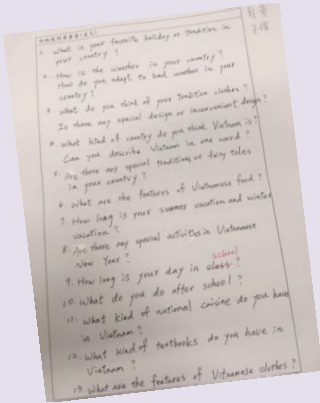 1. What is your favorite holiday or tradition in
your country ?
2. How is the weather in your country ?
How do you adapt to bad weather in your
country ?
3. What do you think of your Tradition clothes ?
Is there any special design or inconvenient design ?
4. What kind of country do you think Vietnam is ?
Can you describe Vietnam in one word ?
5. Are there any special traditions or fairy tales
in your country ?
6. What are the features of Vietnamese food ?
7. How long is your summer vacation and winter
vacation ?
8. Are there any special activities in Vietnamese
New Year ?
school
9. How long is your day in class ?
10. What do you do after school ?
11. What kind of national cuisine do you have
in Vietnam ?
12. What kind of textbooks do you have in
Vietnam ?
13. What are the features of Vitnamese clothes ?